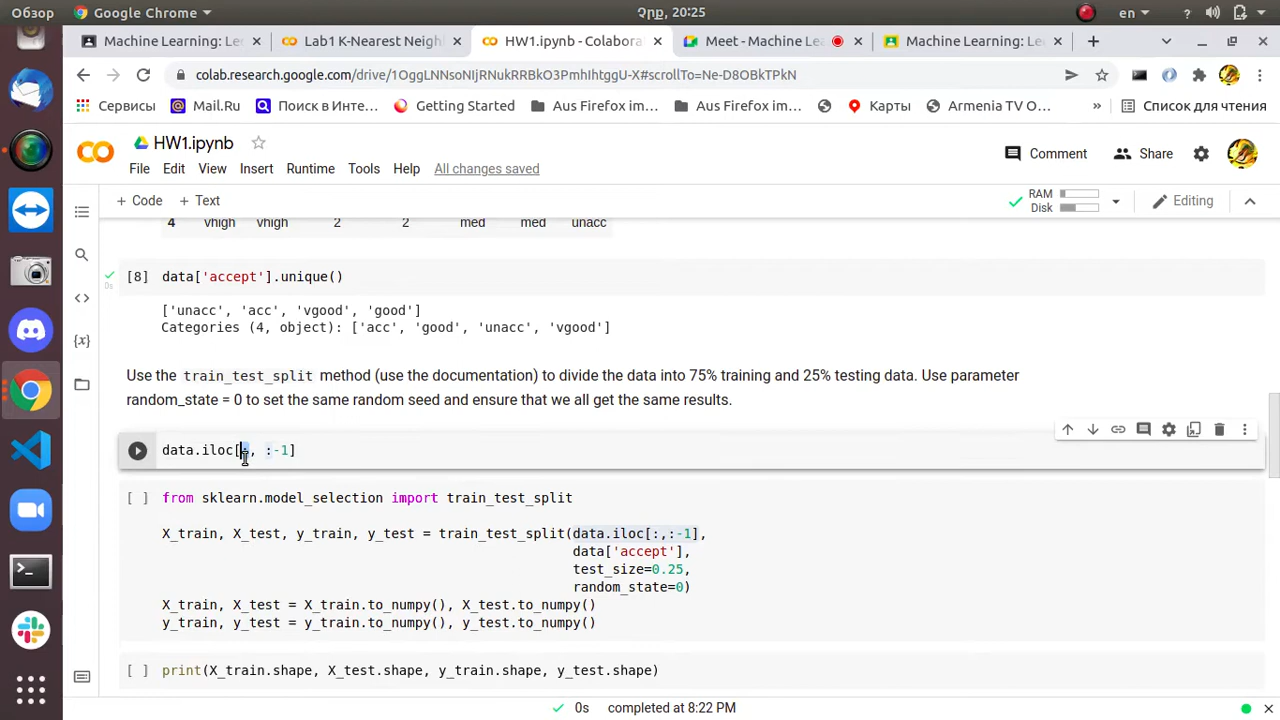 Обзор
Google Chrome
Չրք, 20:25
en
?
Machine Learning: Le
Lab1 K-Nearest Neigh
HW1.ipynb - Colabora
Meet - Machine Le
Machine Learning: Le
colab.research.google.com/drive/1OggLNNsoNIjRNukRRBkO3PmhIhtggU-X#scrollTo=Ne-D8OBkTPkN
Сервисы
Mail.Ru
Поиск в Инте...
Getting Started
Aus Firefox im...
Aus Firefox im...
Карты
Armenia TV O...
»
Список для чтения
HW1.ipynb
Comment
Share
File Edit View Insert Runtime Tools Help All changes saved
+ Code + Text
RAM
Disk
Editing
4 vhigh vhigh 2 2 med med unacc
[8] data['accept'].unique()
0s
['unacc', 'acc', 'vgood', 'good']
Categories (4, object): ['acc', 'good', 'unacc', 'vgood']
Use the train_test_split method (use the documentation) to divide the data into 75% training and 25% testing data. Use parameter
random_state = 0 to set the same random seed and ensure that we all get the same results.
data.iloc[:, :-1]
[ ] from sklearn.model_selection import train_test_split
X_train, X_test, y_train, y_test = train_test_split(data.iloc[:,:-1],
data['accept'],
test_size=0.25,
random_state=0)
X_train, X_test = X_train.to_numpy(), X_test.to_numpy()
y_train, y_test = y_train.to_numpy(), y_test.to_numpy()
[ ] print(X_train.shape, X_test.shape, y_train.shape, y_test.shape)
0s completed at 8:22 PM